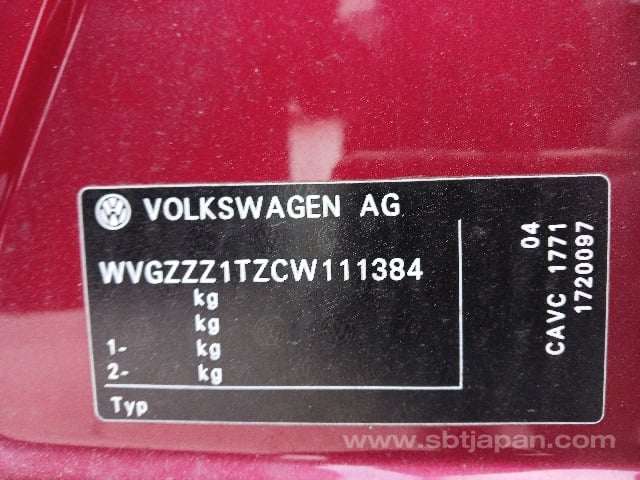 VOLKSWAGEN AG
WVGZZZ1TZCW111384
kg
kg
1- kg
2- kg
Typ
04
CAVC 1771
1720097
www.sbtjapan.com